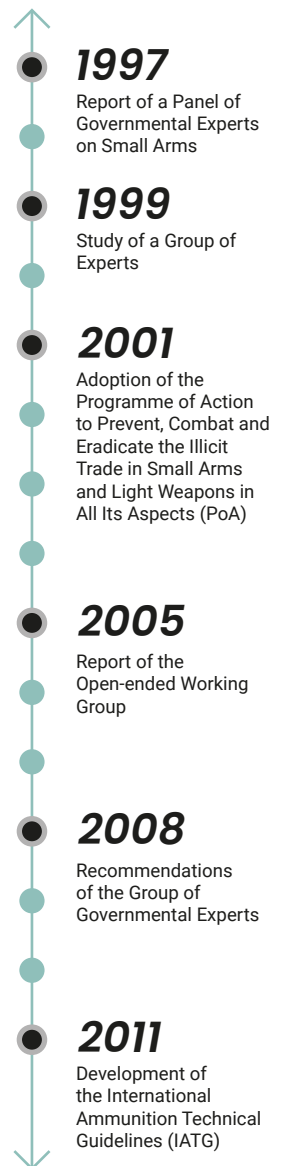 1997
Report of a Panel of
Governmental Experts
on Small Arms
1999
Study of a Group of
Experts
2001
Adoption of the
Programme of Action
to Prevent, Combat and
Eradicate the Illicit
Trade in Small Arms
and Light Weapons in
All Its Aspects (PoA)
2005
Report of the
Open-ended Working
Group
2008
Recommendations
of the Group of
Governmental Experts
2011
Development of
the International
Ammunition Technical
Guidelines (IATG)